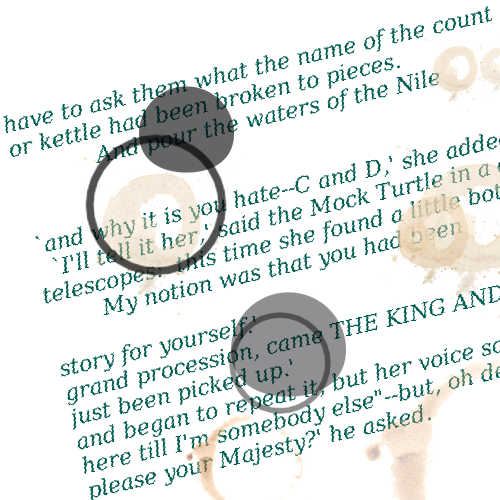 have to ask them what the name of the count
or kettle had been broken to pieces.
And pour the waters of the Nile
`and why it is you hate--C and D,' she adde
`I'll tell it her,' said the Mock Turtle in a
telescopes: this time she found a little bot
My notion was that you had been
story for yourself.'
grand procession, came THE KING AND
just been picked up.'
and began to repeat it, but her voice so
here till I'm somebody else"--but, oh de
please your Majesty?' he asked.